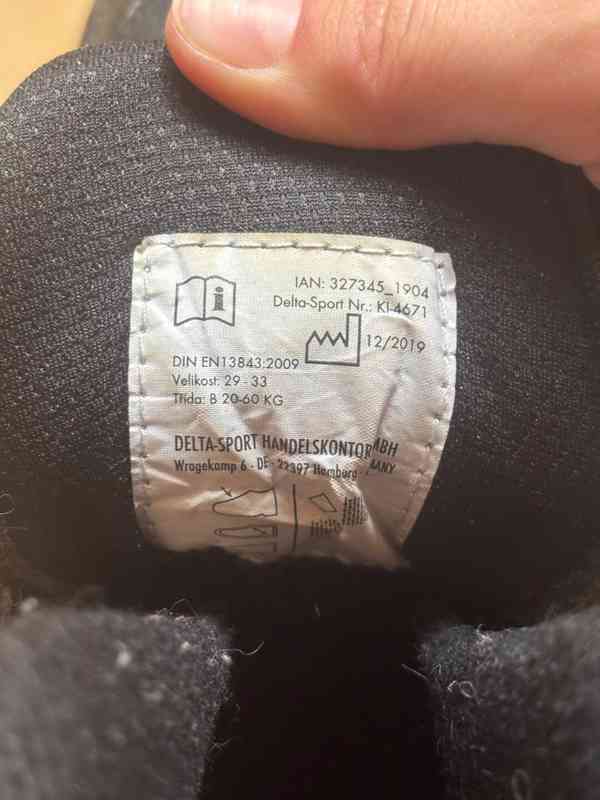 IAN: 327345_1904
Delta-Sport Nr.: KI-4671
12/2019
DIN EN13843:2009
Velikost: 29 - 33
Třída: B 20-60 KG
DELTA-SPORT HANDELSKONTOR
Wragekamp 6 - DE - 22397 Hamburg -